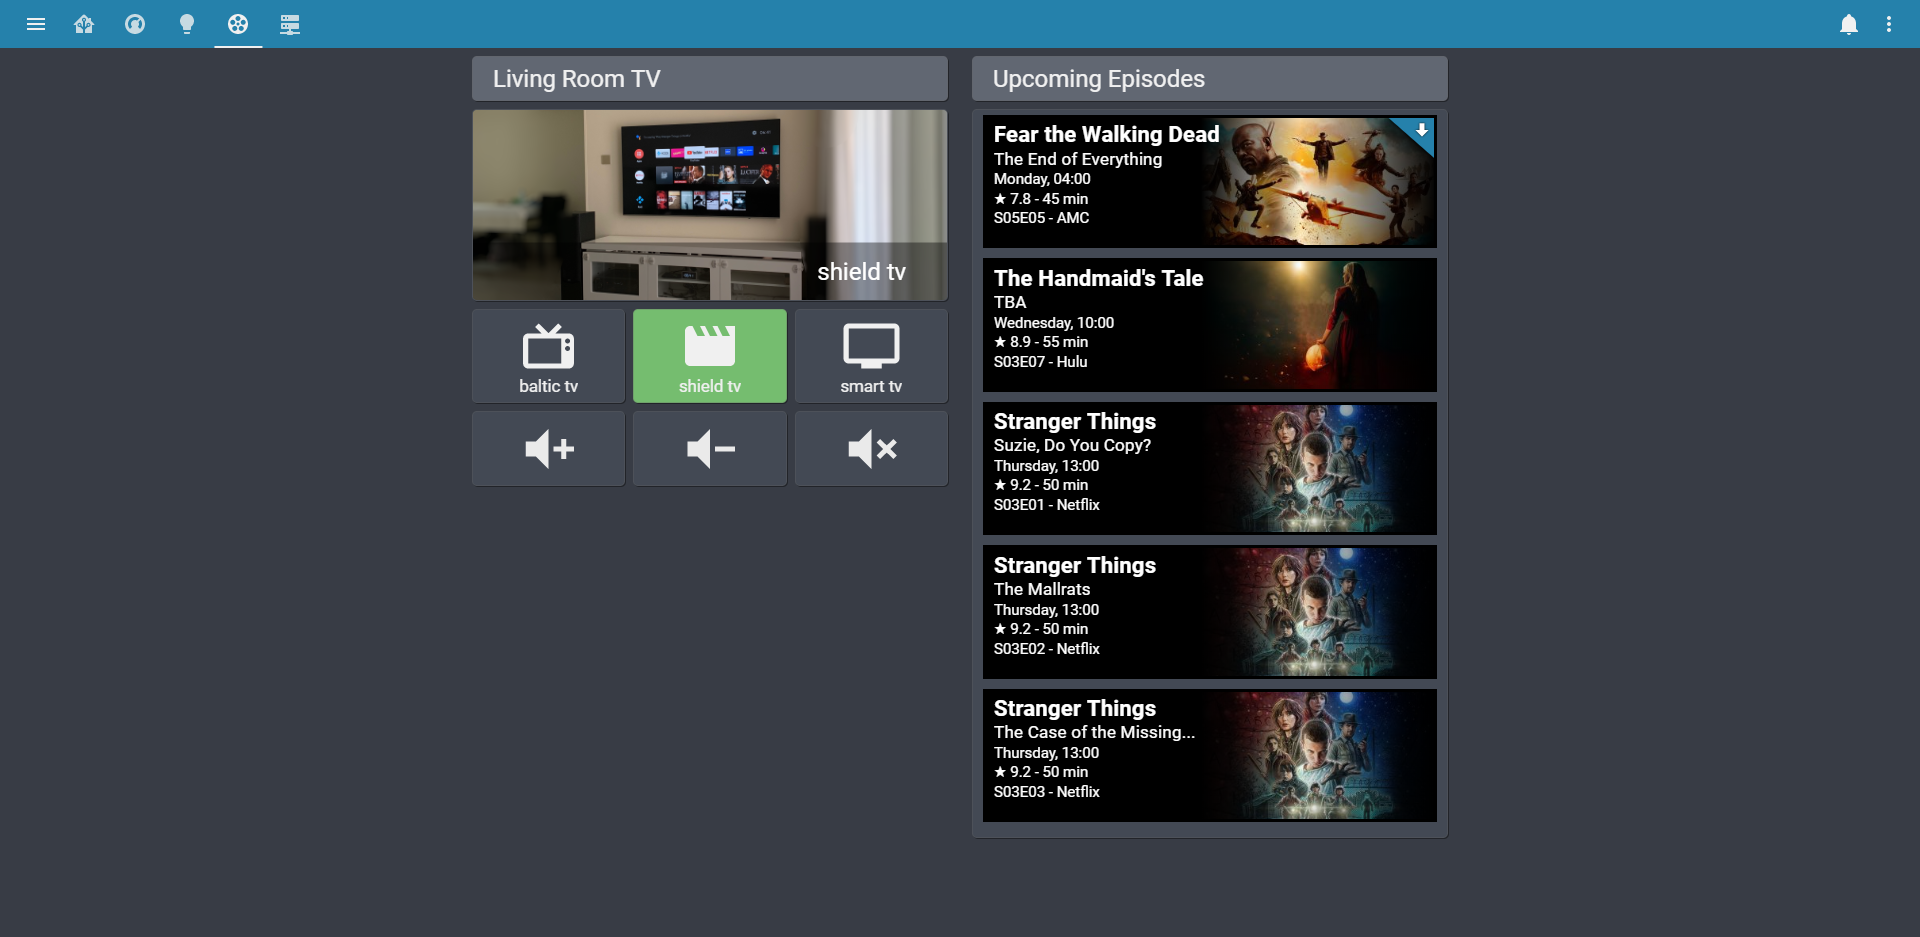 Living Room TV
shield tv
baltic tv
shield tv
smart tv
Upcoming Episodes
Fear the Walking Dead
The End of Everything
Monday, 04:00
★ 7.8 - 45 min
S05E05 - AMC
The Handmaid's Tale
TBA
Wednesday, 10:00
★ 8.9 - 55 min
S03E07 - Hulu
Stranger Things
Suzie, Do You Copy?
Thursday, 13:00
★ 9.2 - 50 min
S03E01 - Netflix
Stranger Things
The Mallrats
Thursday, 13:00
★ 9.2 - 50 min
S03E02 - Netflix
Stranger Things
The Case of the Missing...
Thursday, 13:00
★ 9.2 - 50 min
S03E03 - Netflix